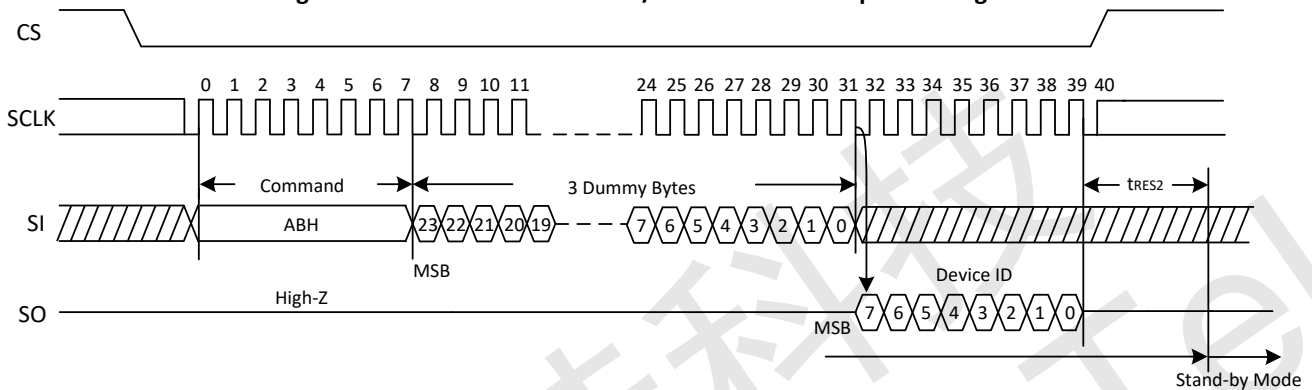 CS
0 1 2 3 4 5 6 7 8 9 10 11 24 25 26 27 28 29 30 31 32 33 34 35 36 37 38 39 40
SCLK
Command 3 Dummy Bytes tRES2
SI ABH 23 22 21 20 19 7 6 5 4 3 2 1 0
MSB Device ID
High-Z
SO 7 6 5 4 3 2 1 0
MSB
Stand-by Mode
科技
Tel